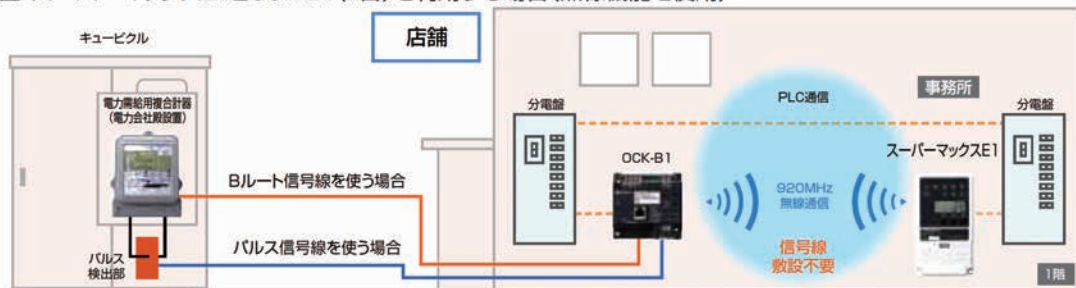 キュービクル
店舗
電力需給用複合計器
(電力会社殿設置)
Bルート信号線を使う場合
パルス信号線を使う場合
パルス
検出部
分電盤
OCK-B1
PLC通信
920MHz
無線通信
信号線
敷設不要
事務所
スーパーマックスE1
分電盤
1階